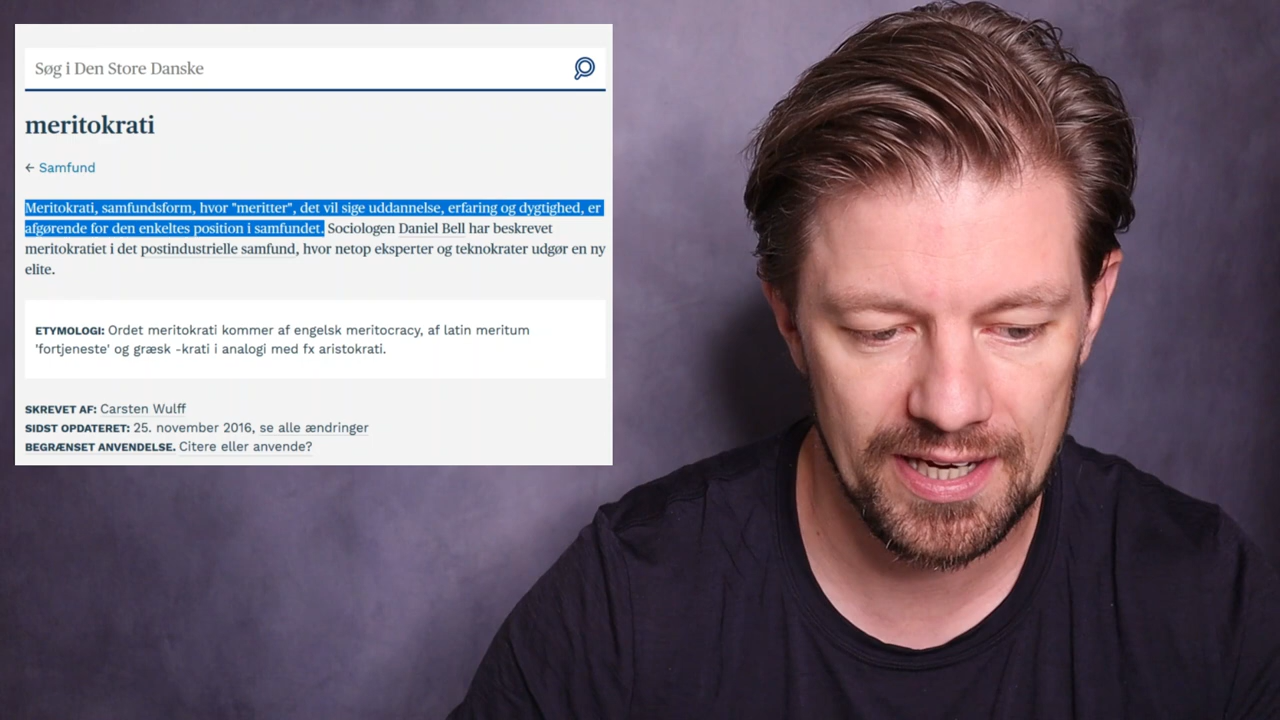 Søg i Den Store Danske
meritokrati
← Samfund
Meritokrati, samfundsform, hvor "meritter", det vil sige uddannelse, erfaring og dygtighed, er
afgørende for den enkeltes position i samfundet. Sociologen Daniel Bell har beskrevet
meritokratiet i det postindustrielle samfund, hvor netop eksperter og teknokrater udgør en ny
elite.
ETYMOLOGI: Ordet meritokrati kommer af engelsk meritocracy, af latin meritum
'fortjeneste' og græsk -krati i analogi med fx aristokrati.
SKREVET AF: Carsten Wulff
SIDST OPDATERET: 25. november 2016, se alle ændringer
BEGRÆNSET ANVENDELSE. Citere eller anvende?